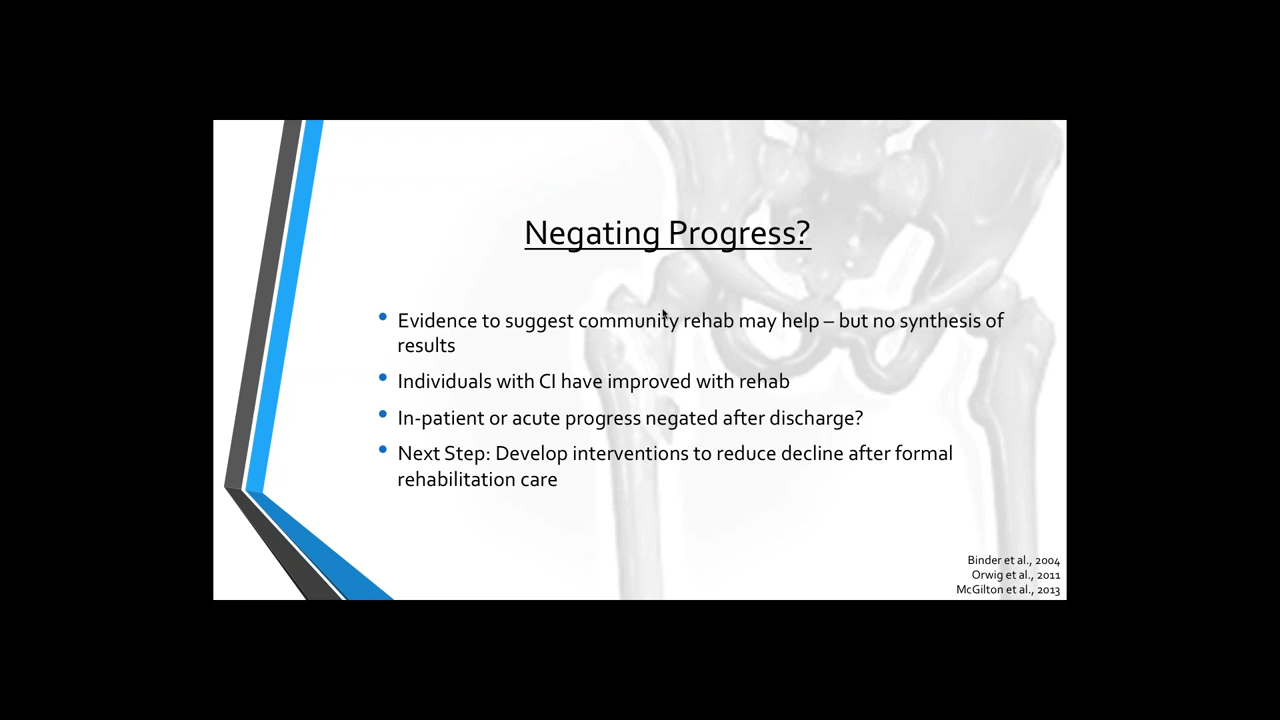 Negating Progress?
• Evidence to suggest community rehab may help – but no synthesis of
results
• Individuals with CI have improved with rehab
• In-patient or acute progress negated after discharge?
• Next Step: Develop interventions to reduce decline after formal
rehabilitation care
Binder et al., 2004
Orwig et al., 2011
McGilton et al., 2013